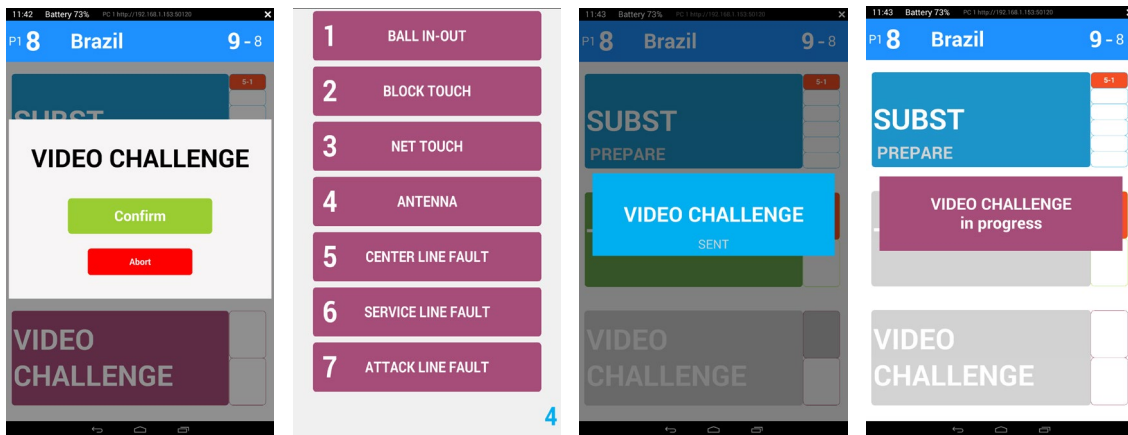 11:42 Battery 73% PC 1 http://192.168.1.153:50120 ×
P1 8 Brazil 9 - 8
5-1
SUBST
VIDEO CHALLENGE
Confirm
Abort
VIDEO
CHALLENGE
1 BALL IN-OUT
2 BLOCK TOUCH
3 NET TOUCH
4 ANTENNA
5 CENTER LINE FAULT
6 SERVICE LINE FAULT
7 ATTACK LINE FAULT
4
11:43 Battery 73% PC 1 http://192.168.1.153:50120 ×
P1 8 Brazil 9 - 8
5-1
SUBST
PREPARE
VIDEO CHALLENGE
SENT
VIDEO
CHALLENGE
11:43 Battery 73% PC 1 http://192.168.1.153:50120
P1 8 Brazil 9 - 8
5-1
SUBST
PREPARE
VIDEO CHALLENGE
in progress
VIDEO
CHALLENGE